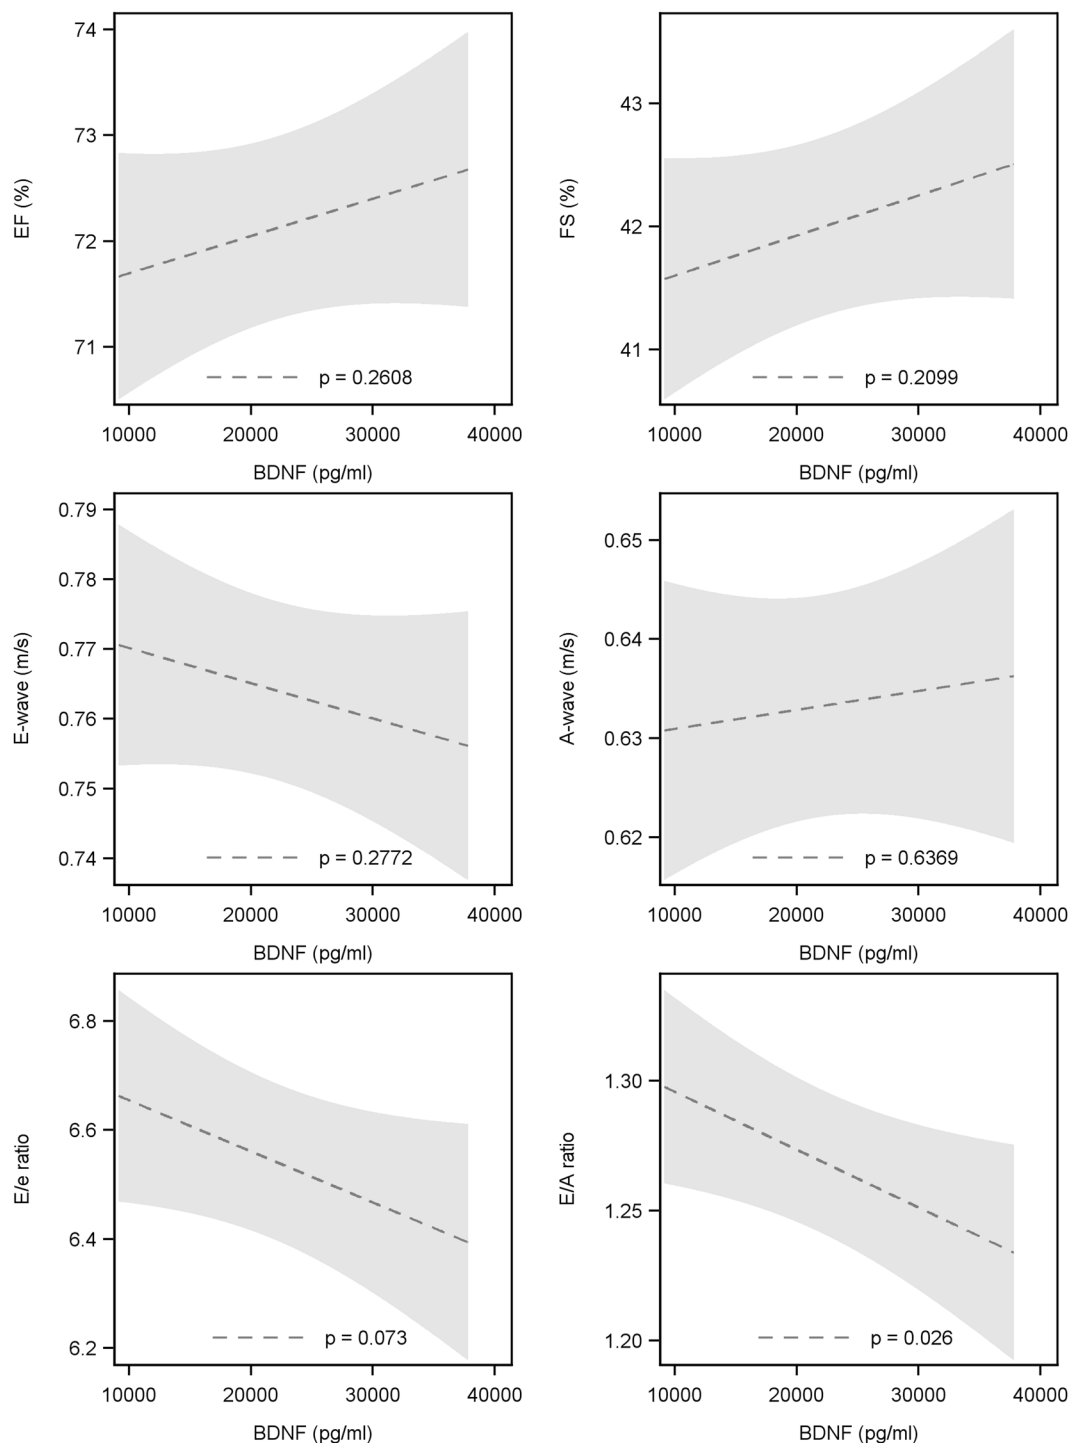 EF (%)
74
73
72
71
p = 0.2608
10000 20000 30000 40000
BDNF (pg/ml)
FS (%)
43
42
41
p = 0.2099
10000 20000 30000 40000
BDNF (pg/ml)
E-wave (m/s)
0.79
0.78
0.77
0.76
0.75
0.74
p = 0.2772
10000 20000 30000 40000
BDNF (pg/ml)
A-wave (m/s)
0.65
0.64
0.63
0.62
p = 0.6369
10000 20000 30000 40000
BDNF (pg/ml)
E/e ratio
6.8
6.6
6.4
6.2
p = 0.073
10000 20000 30000 40000
BDNF (pg/ml)
E/A ratio
1.30
1.25
1.20
p = 0.026
10000 20000 30000 40000
BDNF (pg/ml)